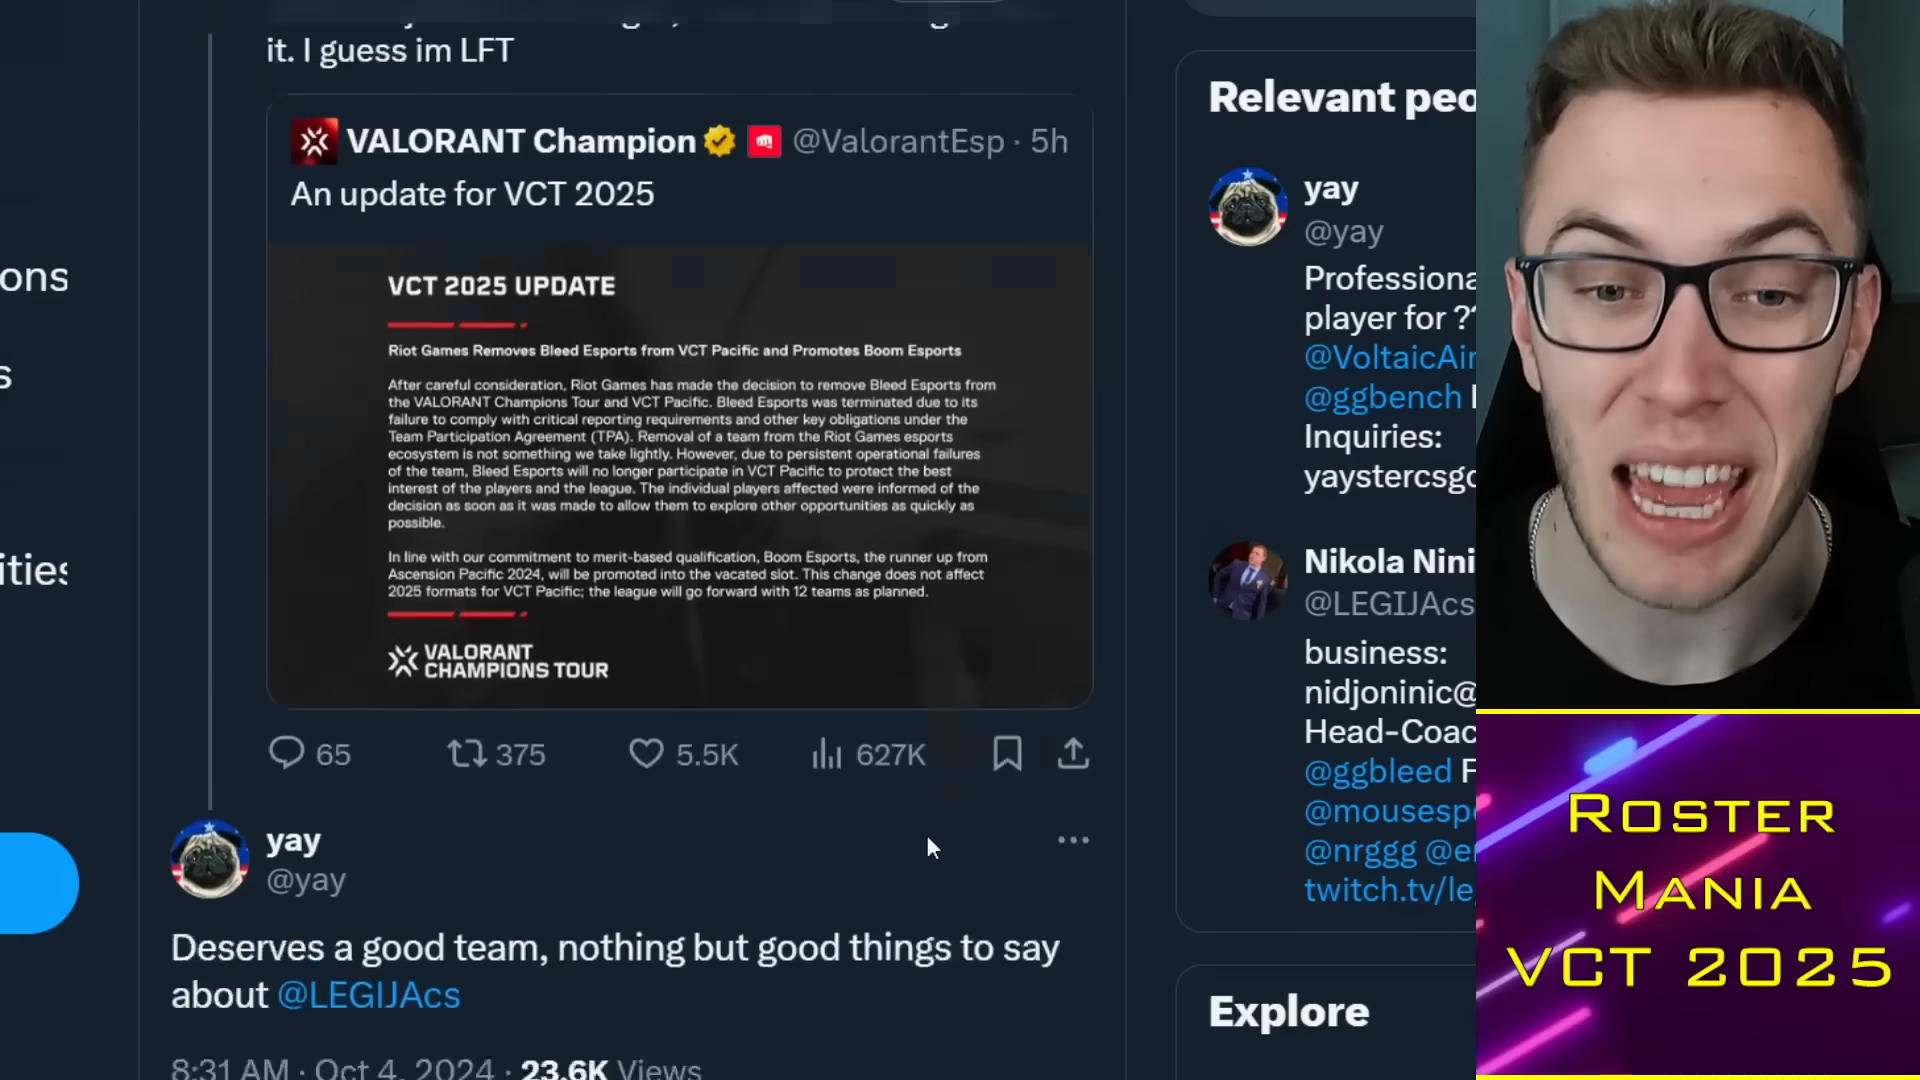 it. I guess im LFT
VALORANT Champion @ValorantEsp · 5h
An update for VCT 2025
VCT 2025 UPDATE
Riot Games Removes Bleed Esports from VCT Pacific and Promotes Boom Esports
After careful consideration, Riot Games has made the decision to remove Bleed Esports from
the VALORANT Champions Tour and VCT Pacific. Bleed Esports was terminated due to its
failure to comply with critical reporting requirements and other key obligations under the
Team Participation Agreement (TPA). Removal of a team from the Riot Games esports
ecosystem is not something we take lightly. However, due to persistent operational failures
of the team, Bleed Esports will no longer participate in VCT Pacific to protect the best
interest of the players and the league. The individual players affected were informed of the
decision as soon as it was made to allow them to explore other opportunities as quickly as
possible.
In line with our commitment to merit-based qualification, Boom Esports, the runner up from
Ascension Pacific 2024, will be promoted into the vacated slot. This change does not affect
2025 formats for VCT Pacific; the league will go forward with 12 teams as planned.
VALORANT
CHAMPIONS TOUR
65 375 5.5K 627K
yay
@yay
Deserves a good team, nothing but good things to say
about @LEGIJAcs
8:31 AM · Oct 4, 2024 · 23.6K Views
ons
s
ities
Relevant peo
yay
@yay
Professiona
player for ??
@VoltaicAir
@ggbench
Inquiries:
yaystercsgo
Nikola Nini
@LEGIJAcs
business:
nidjoninic@
Head-Coac
@ggbleed F
@mousesp
@nrggg @e
twitch.tv/le
Explore
ROSTER
MANIA
VCT 2025